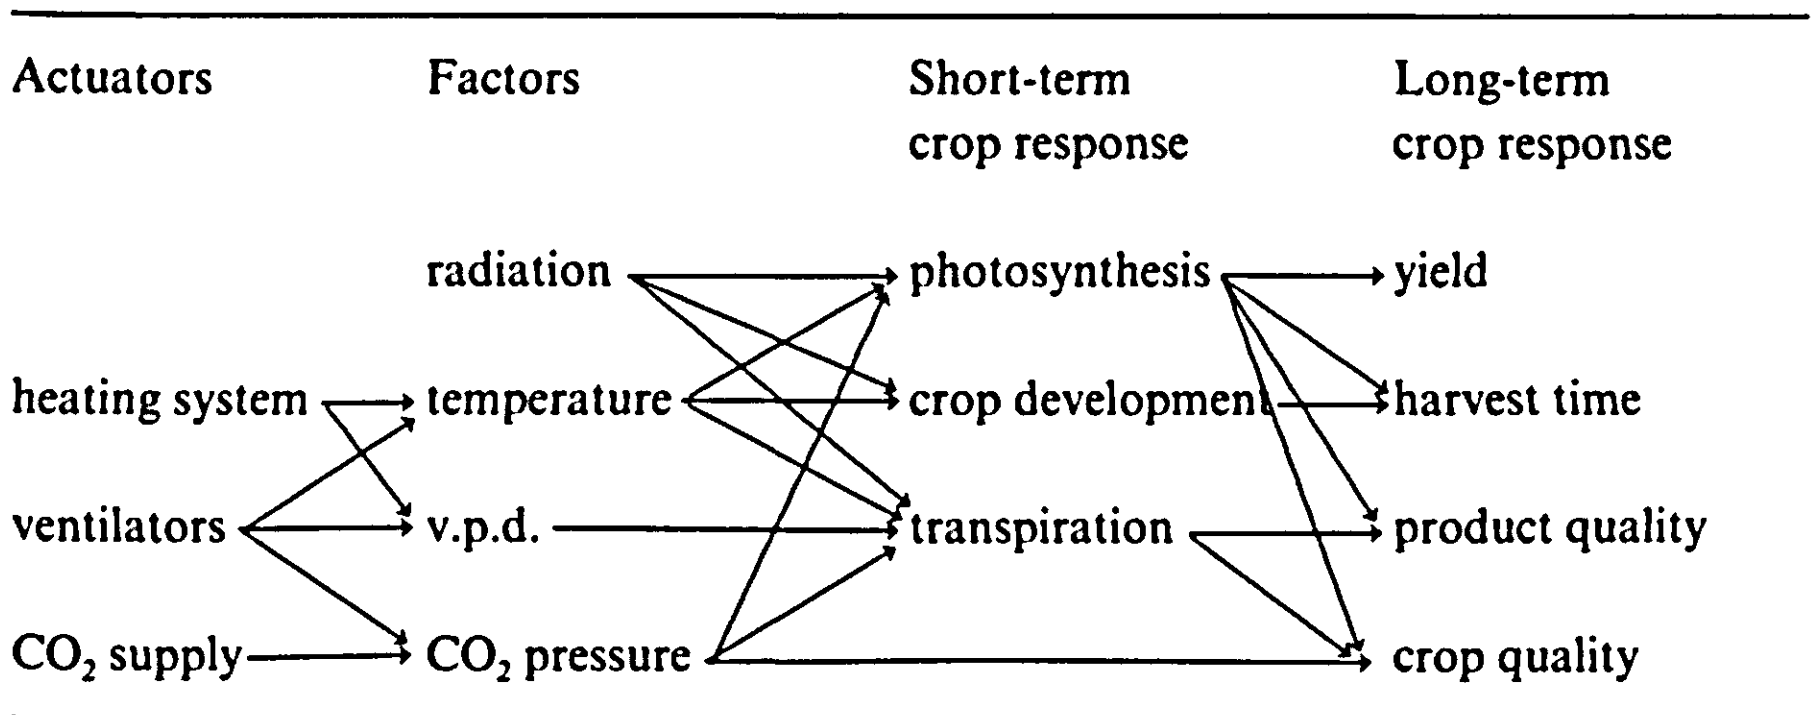 Actuators Factors Short-term Long-term
crop response crop response
radiation photosynthesis yield
heating system temperature crop development harvest time
ventilators v.p.d. transpiration product quality
CO₂ supply CO₂ pressure crop quality